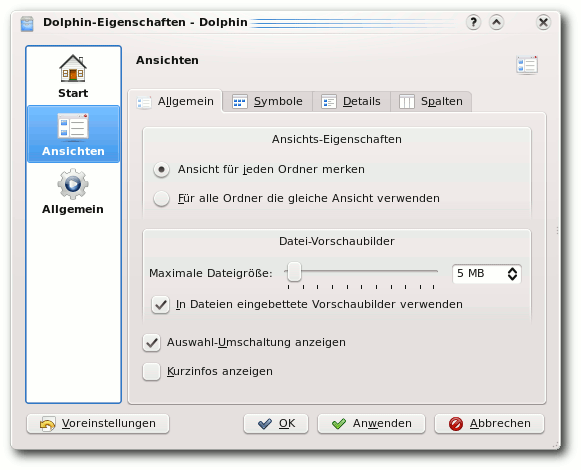 Dolphin-Eigenschaften - Dolphin
Start
Ansichten
Allgemein
Ansichten
Allgemein
Symbole
Details
Spalten
Ansichts-Eigenschaften
Ansicht für jeden Ordner merken
Für alle Ordner die gleiche Ansicht verwenden
Datei-Vorschaubilder
Maximale Dateigröße:
5 MB
In Dateien eingebettete Vorschaubilder verwenden
Auswahl-Umschaltung anzeigen
Kurzinfos anzeigen
Voreinstellungen
OK
Anwenden
Abbrechen